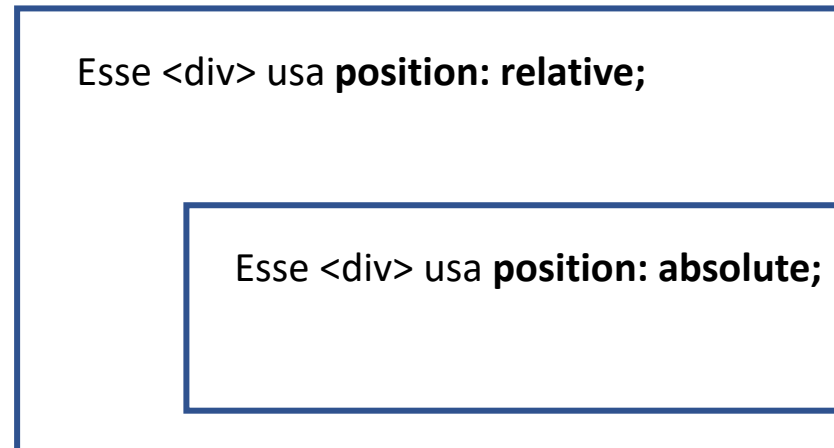 Esse <div> usa position: relative;
Esse <div> usa position: absolute;